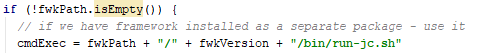 if (!fwkPath.isEmpty()) {
// if we have framework installed as a separate package - use it
cmdExec = fwkPath + "/" + fwkVersion + "/bin/run-jc.sh"